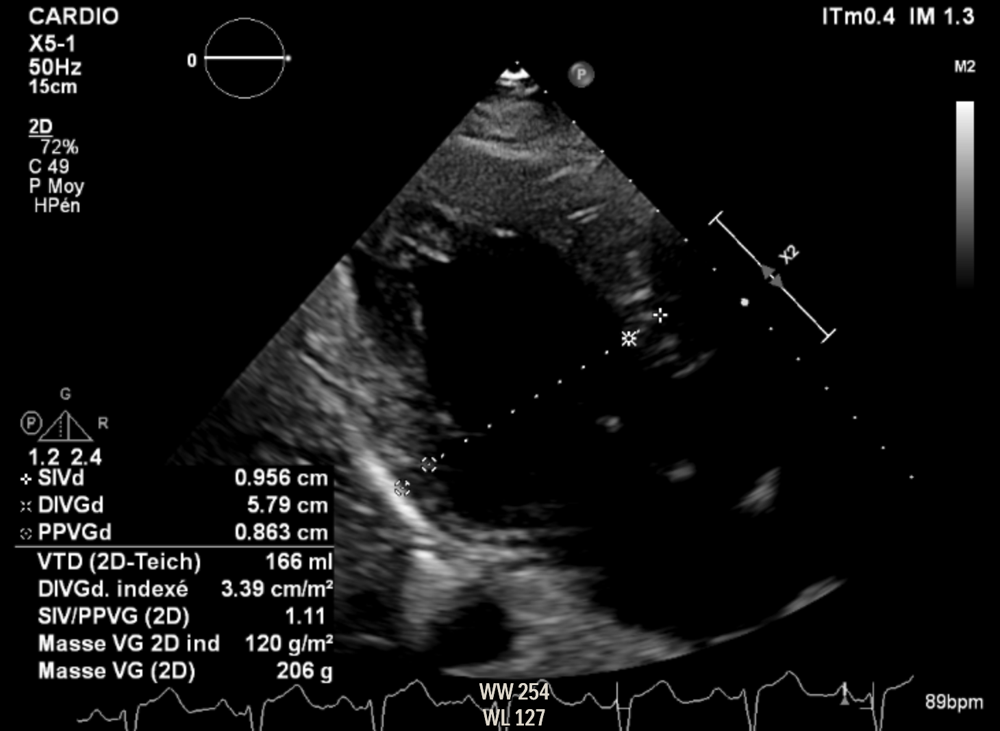 CARDIO
X5-1
50Hz
15cm
0
ITm0.4 IM 1.3
M2
P
2D
72%
C 49
P Moy
HPén
X2
G
P R
1.2 2.4
SIVd 0.956 cm
DIVGd 5.79 cm
PPVGd 0.863 cm
VTD (2D-Teich) 166 ml
DIVGd. indexé 3.39 cm/m²
SIV/PPVG (2D) 1.11
Masse VG 2D ind 120 g/m²
Masse VG (2D) 206 g
WW 254
WL 127
89bpm